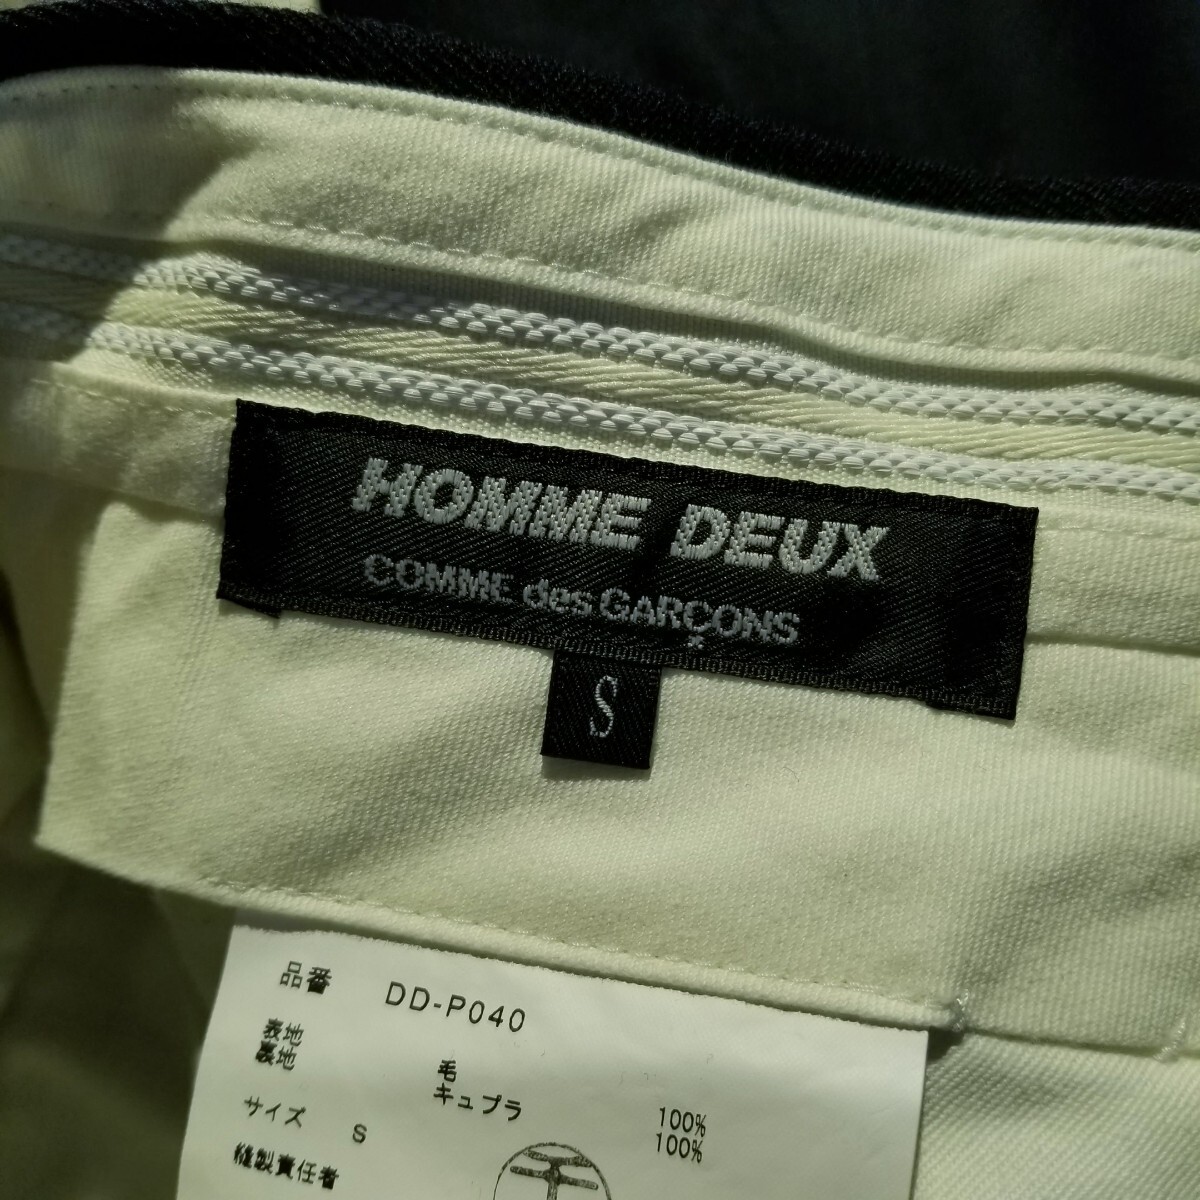 HOMME DEUX
COMME des GARÇONS
*
S
品番 DD-P040
表地 毛 100%
裏地 キュプラ 100%
サイズ S
縫製責任者